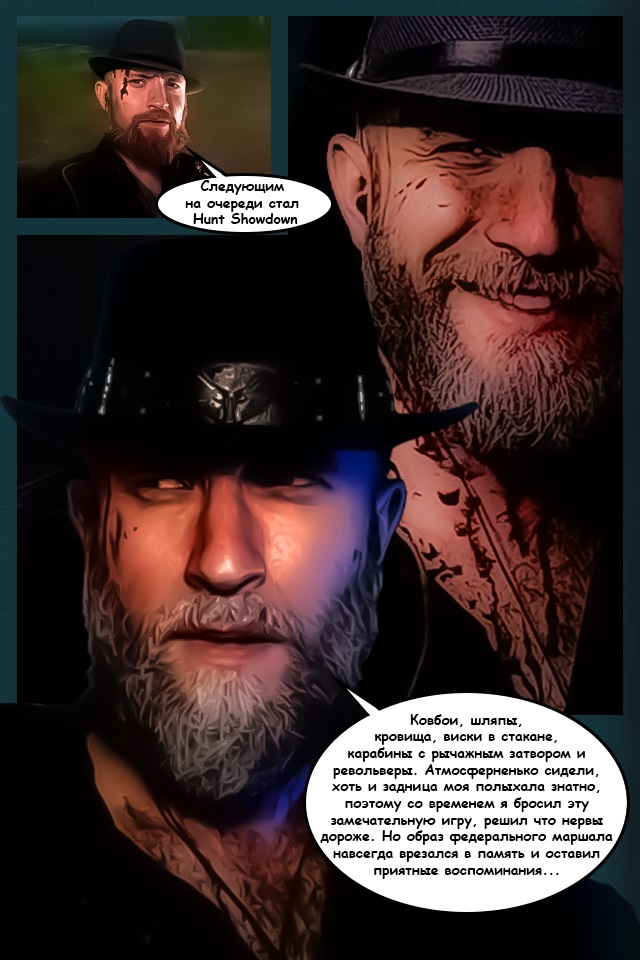 Следующим
на очереди стал
Hunt Showdown
Ковбои, шляпы,
кровища, виски в стакане,
карабины с рычажным затвором и
револьверы. Атмосферненько сидели,
хоть и задница моя полыхала знатно,
поэтому со временем я бросил эту
замечательную игру, решил что нервы
дороже. Но образ федерального маршала
навсегда врезался в память и оставил
приятные воспоминания...